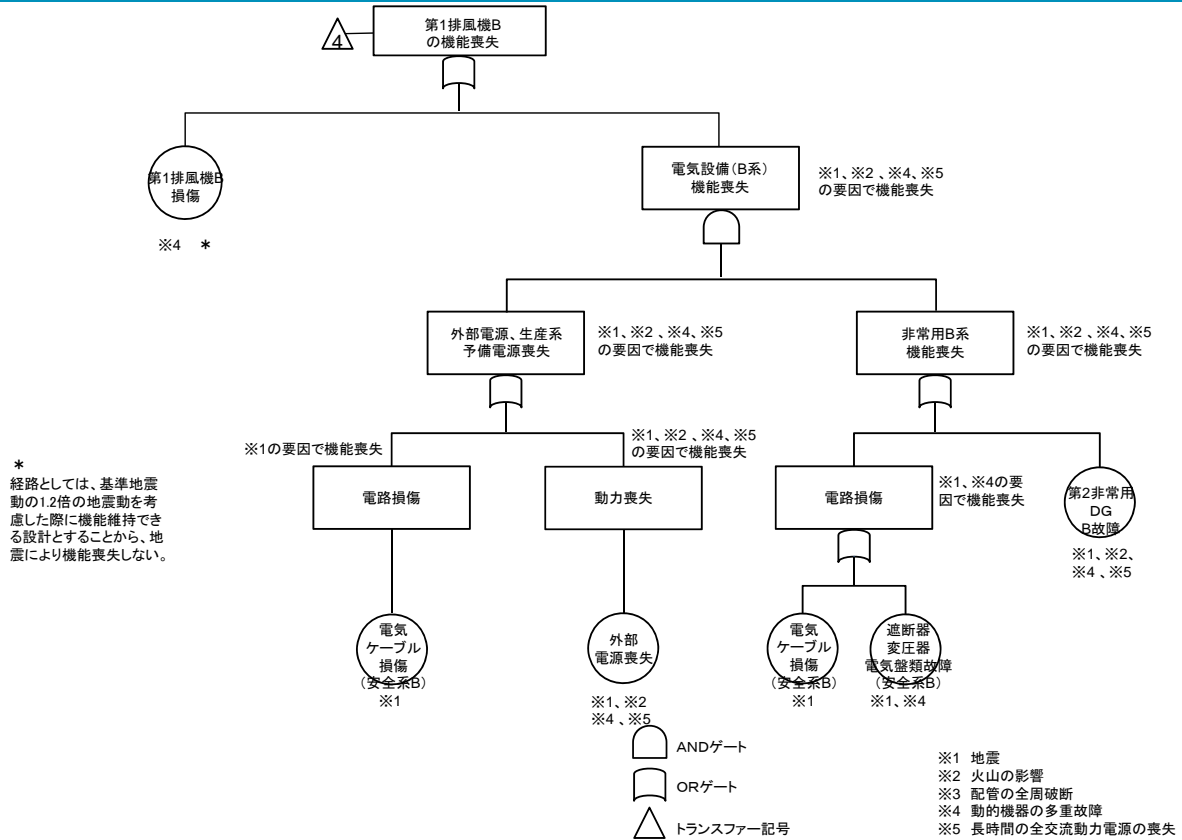 第1排風機B
の機能喪失
4
第1排風機B
損傷
※4 *
電気設備(B系)
機能喪失
※1、※2 、※4、※5
の要因で機能喪失
外部電源、生産系
予備電源喪失
※1、※2 、※4、※5
の要因で機能喪失
非常用B系
機能喪失
※1、※2 、※4、※5
の要因で機能喪失
※1の要因で機能喪失
電路損傷
※1、※2 、※4、※5
の要因で機能喪失
動力喪失
電路損傷
※1、※4の要
因で機能喪失
第2非常用
DG
B故障
※1、※2、
※4 、※5
*
経路としては、基準地震
動の1.2倍の地震動を考
慮した際に機能維持でき
る設計とすることから、地
震により機能喪失しない。
電気
ケーブル
損傷
(安全系B)
※1
外部
電源喪失
※1、※2
※4 、※5
電気
ケーブル
損傷
(安全系B)
※1
遮断器
変圧器
電気盤類故障
(安全系B)
※1、※4
ANDゲート
ORゲート
トランスファー記号
※1 地震
※2 火山の影響
※3 配管の全周破断
※4 動的機器の多重故障
※5 長時間の全交流動力電源の喪失